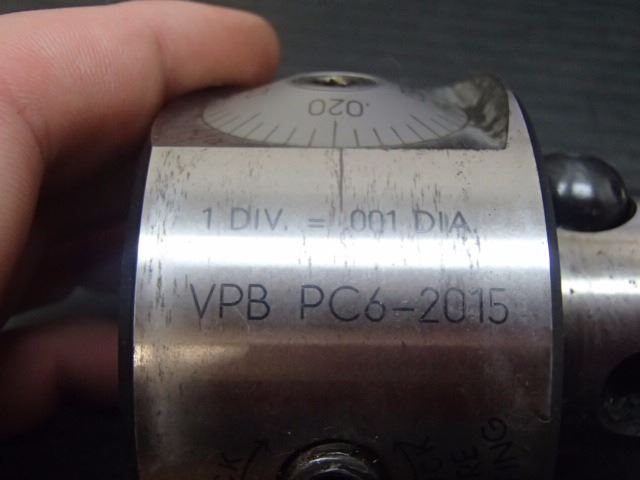 .020
1 DIV. = .001 DIA.
VPB PC6-2015